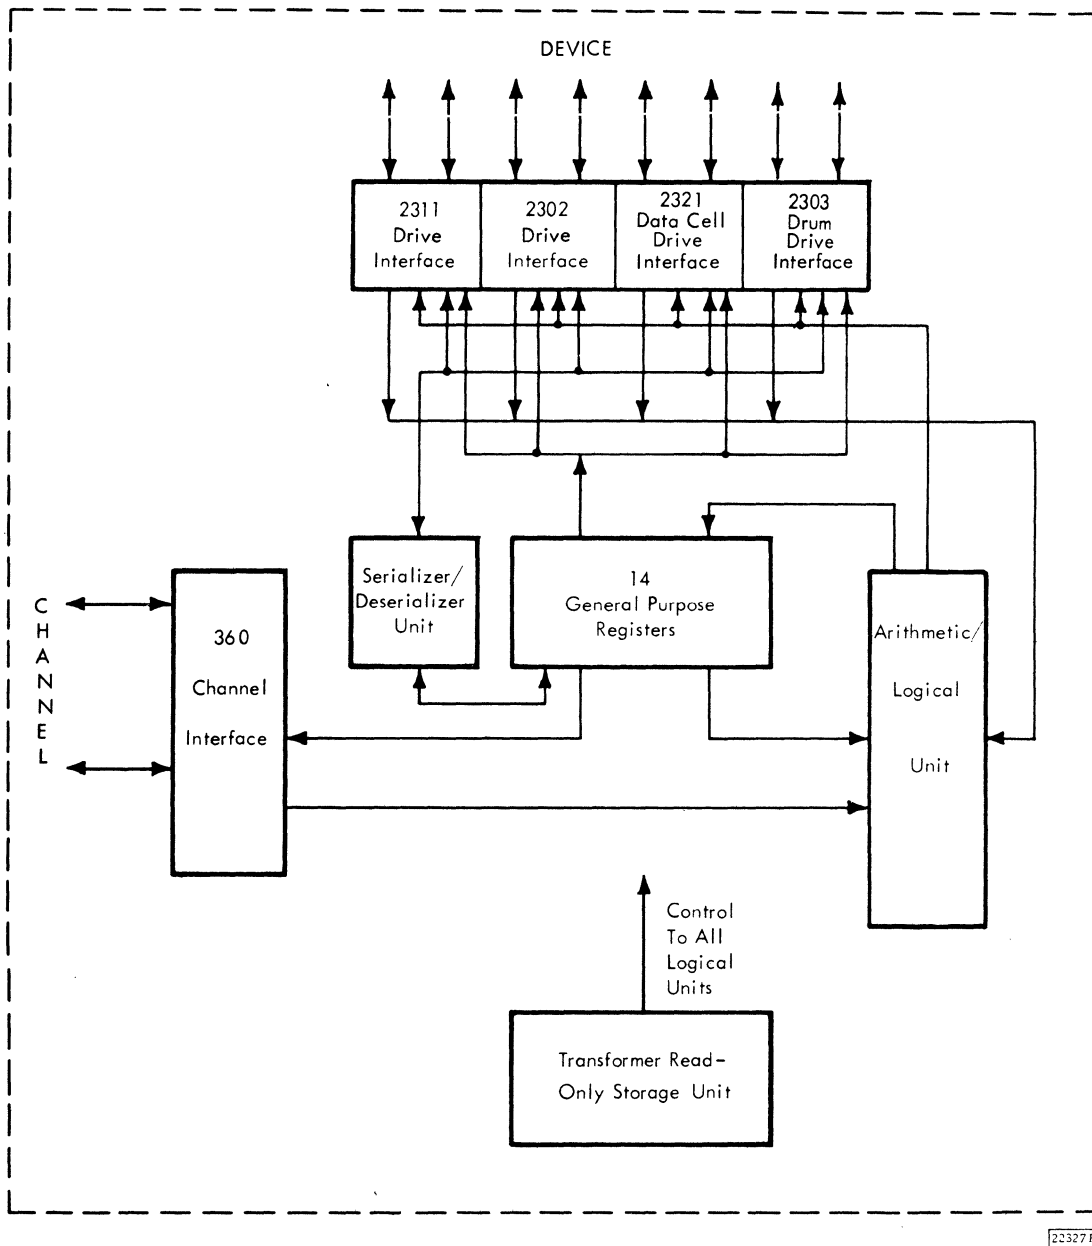 DEVICE
2311
Drive
Interface
2302
Drive
Interface
2321
Data Cell
Drive
Interface
2303
Drum
Drive
Interface
Serializer/
Deserializer
Unit
14
General Purpose
Registers
Arithmetic/
Logical
Unit
CHANNEL
360
Channel
Interface
Control
To All
Logical
Units
Transformer Read-
Only Storage Unit